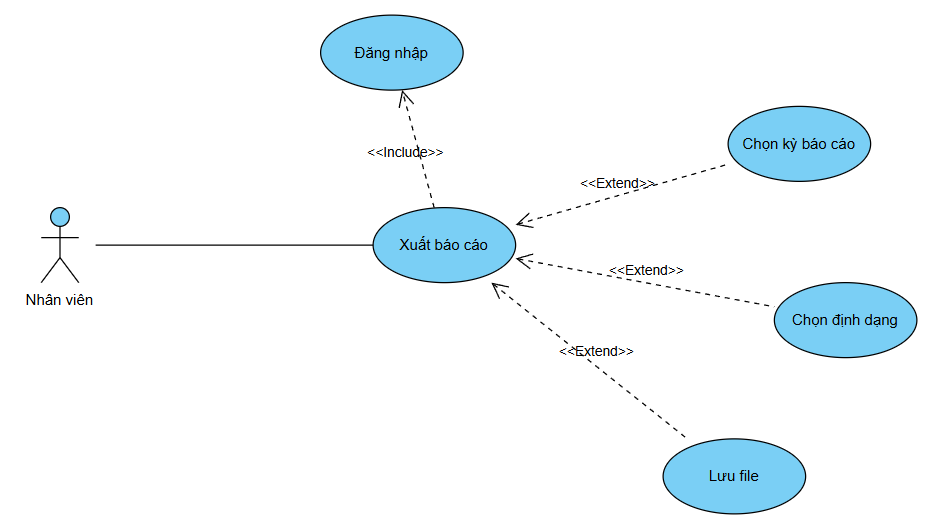 Đăng nhập
<<Include>>
Chọn kỳ báo cáo
<<Extend>>
Xuất báo cáo
<<Extend>>
Nhân viên
Chọn định dạng
<<Extend>>
Lưu file